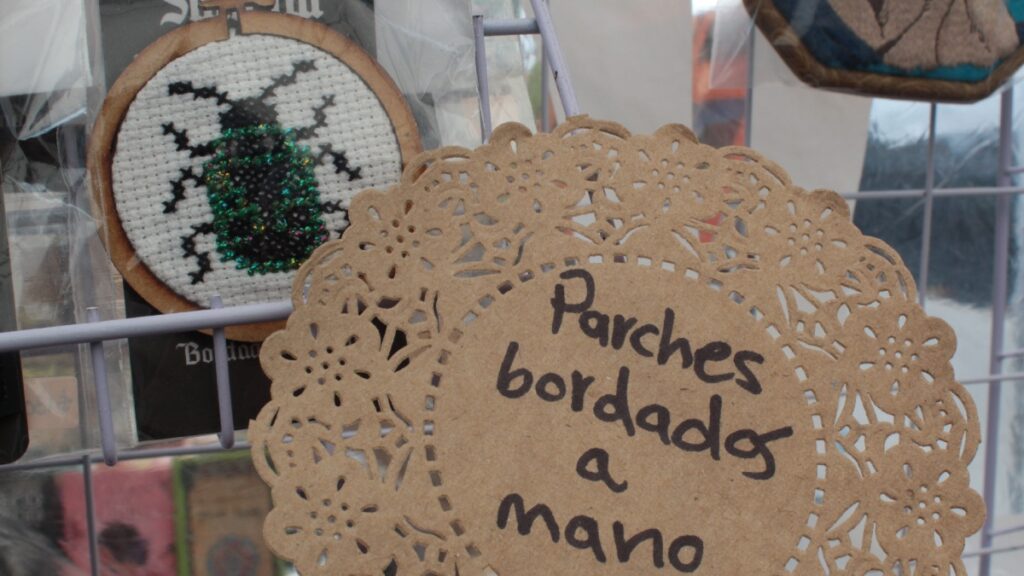 Parches
bordados
a
mano